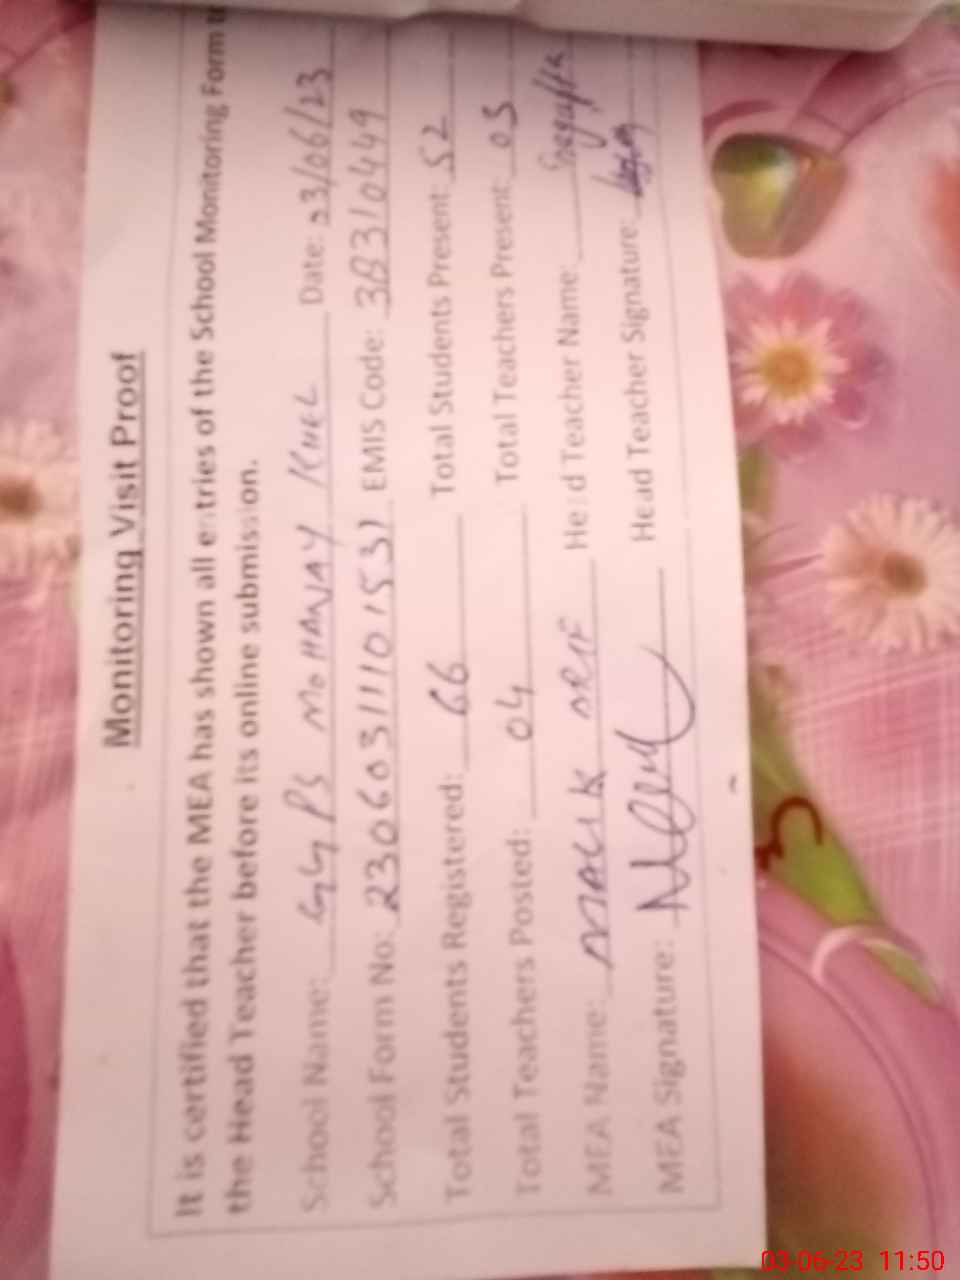 Monitoring Visit Proof
It is certified that the MEA has shown all entries of the School Monitoring Form
the Head Teacher before its online submission.
School Name: GGPS MOHANAY KHEL Date: 23/06/23
School Form No: 2306031110153 EMIS Code: 38310449
Total Students Registered: 66 Total Students Present: 52
Total Teachers Posted: 04 Total Teachers Present: 03
MEA Name: MALIK Head Teacher Name: Shagufta
MEA Signature: Head Teacher Signature:
03-06-23 11:50